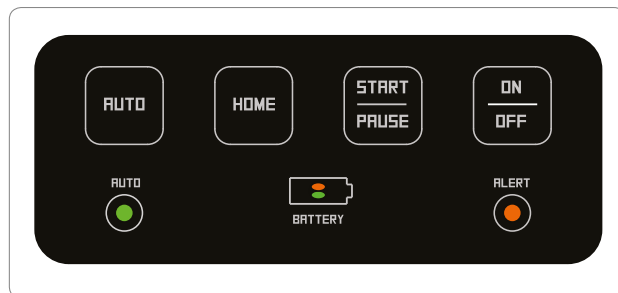 AUTO
HOME
START
PAUSE
ON
OFF
AUTO
BATTERY
ALERT